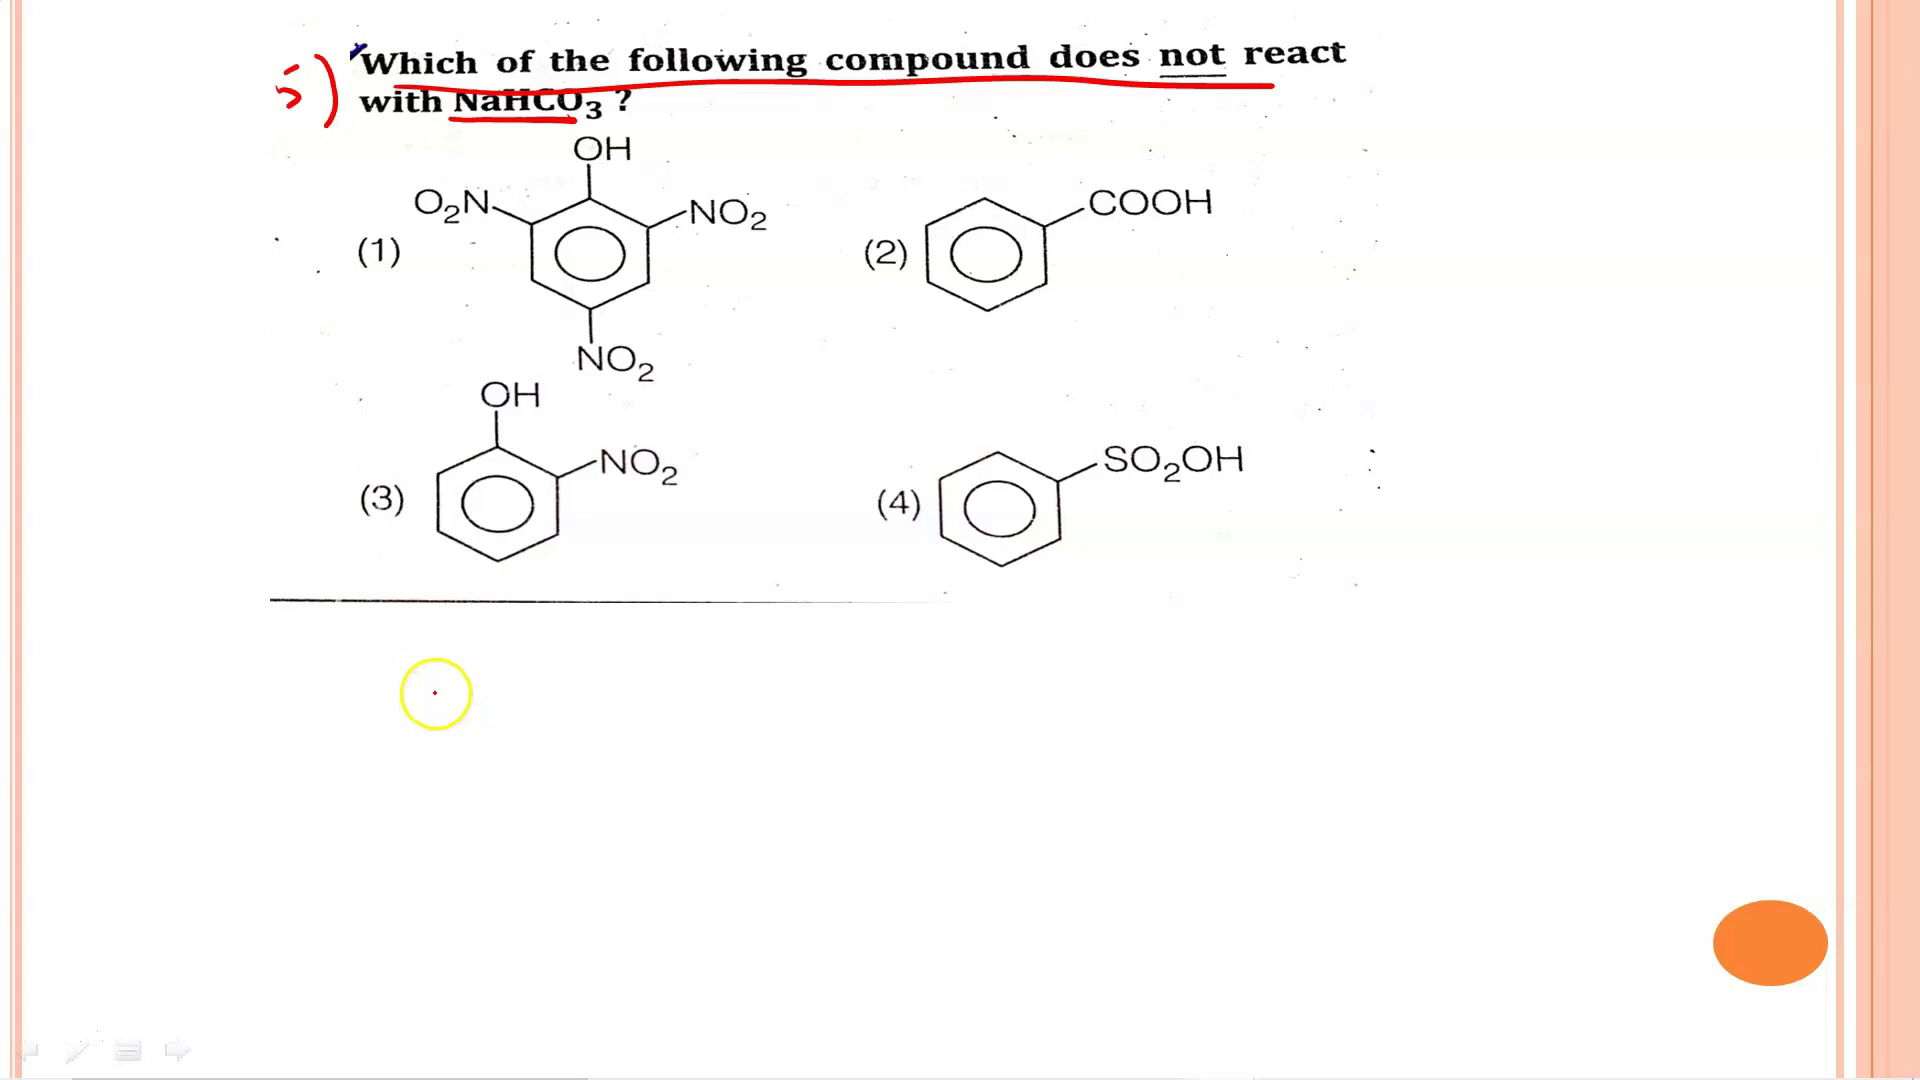 5)
Which of the following compound does not react
with NaHCO3 ?
OH
O2N
NO2
(1)
NO2
COOH
(2)
OH
NO2
(3)
SO2OH
(4)